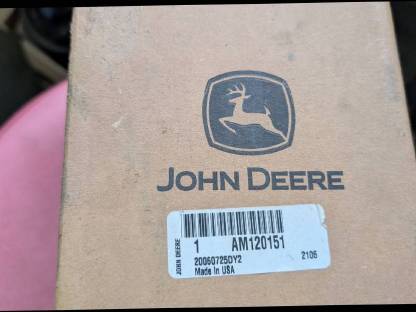 JOHN DEERE
JOHN DEERE
1 AM120151
20060725DY2 2106
Made In USA